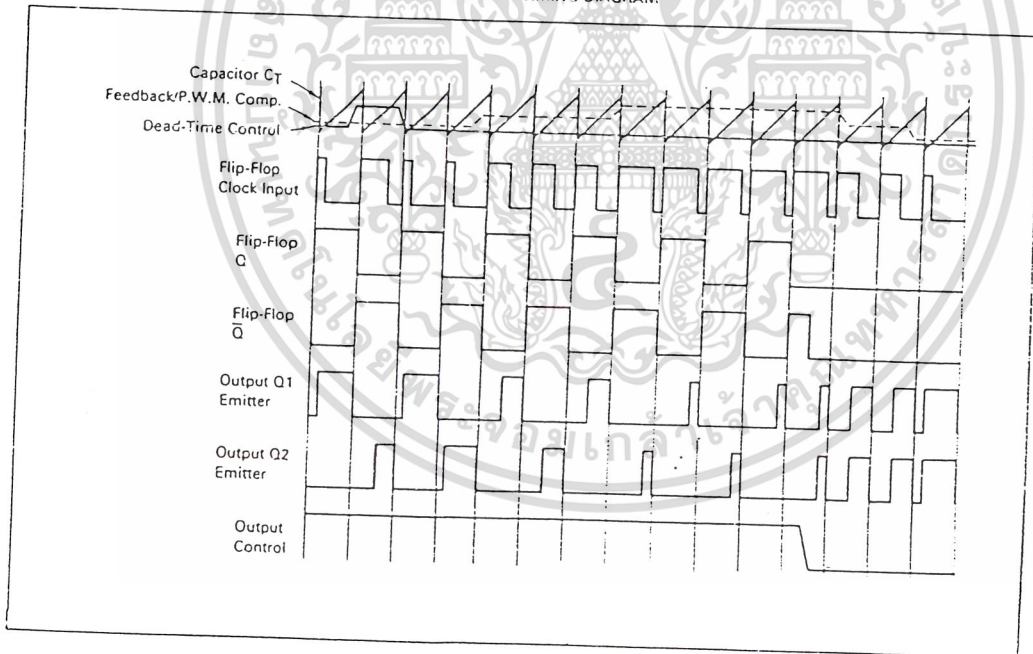 Capacitor CT
Feedback/P.W.M. Comp.
Dead-Time Control
Flip-Flop
Clock Input
Flip-Flop
Q
Flip-Flop
Q̅
Output Q1
Emitter
Output Q2
Emitter
Output
Control